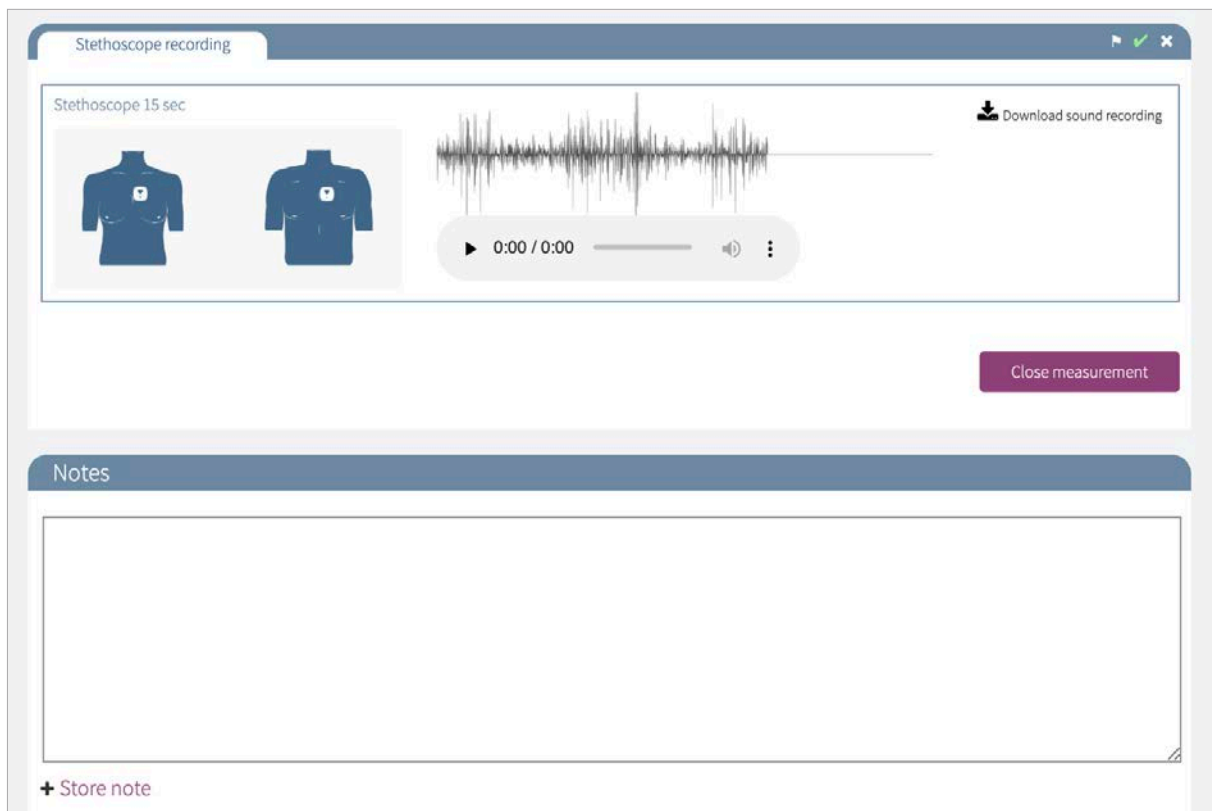 Stethoscope recording
Stethoscope 15 sec
Download sound recording
0:00 / 0:00
Close measurement
Notes
+ Store note